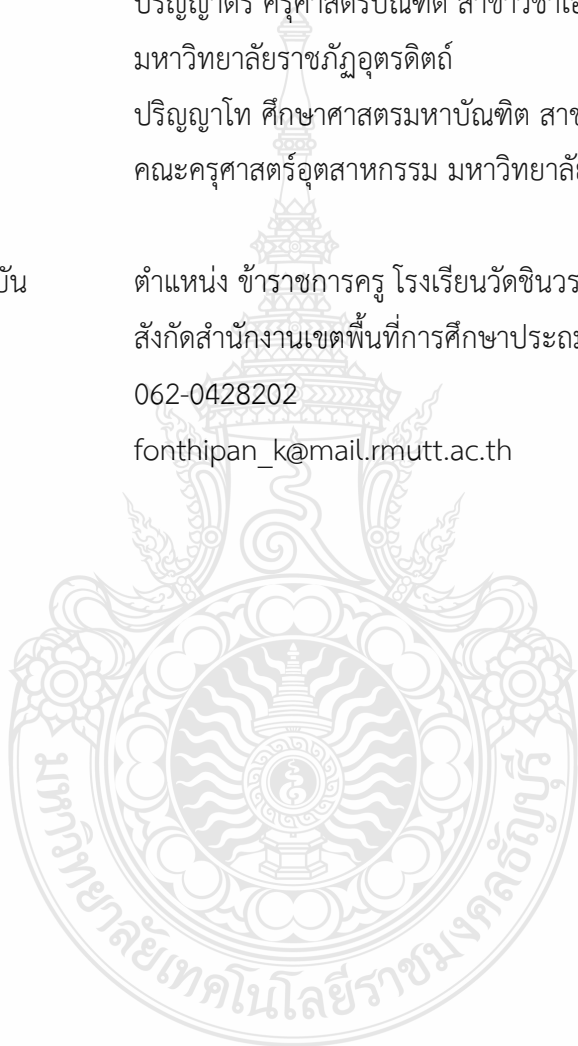 ปริญญาตรี ครุศาสตรบัณฑิต สาขาวิชา
มหาวิทยาลัยราชภัฏอุตรดิตถ์
ปริญญาโท ศึกษาศาสตรมหาบัณฑิต
คณะครุศาสตร์อุตสาหกรรม มหาวิทยาลัย
ตำแหน่ง ข้าราชการครู โรงเรียนวัดชินวร
สังกัดสำนักงานเขตพื้นที่การศึกษาประถม
062-0428202
fonthipan_k@mail.rmutt.ac.th
มหาวิทยาลัยเทคโนโลยีราชมงคลธัญบุรี